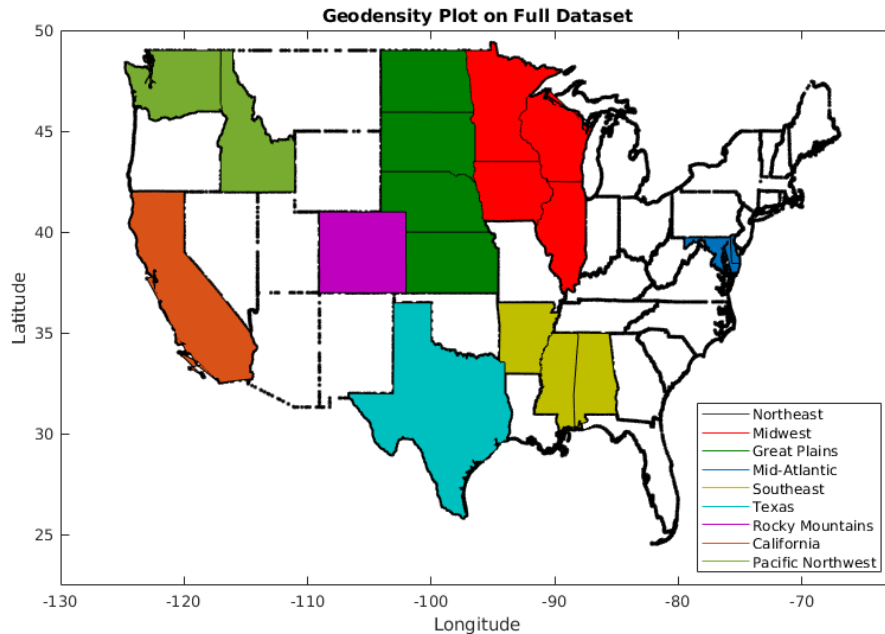 Geodensity Plot on Full Dataset
50
45
40
35
30
25
Latitude
-130
-120
-110
-100
-90
-80
-70
Longitude
Northeast
Midwest
Great Plains
Mid-Atlantic
Southeast
Texas
Rocky Mountains
California
Pacific Northwest